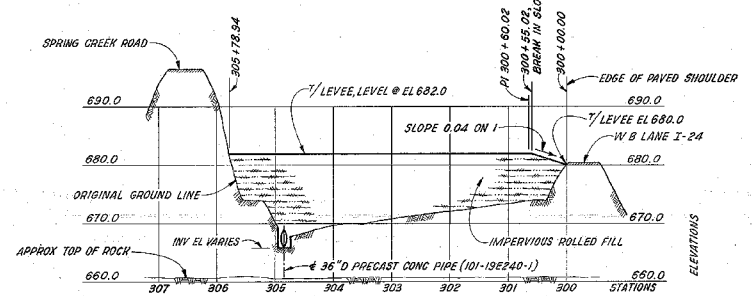 SPRING CREEK ROAD
305+78.94
PI 300+60.02
300+55.02,
BREAK IN SLO
300+00.00
EDGE OF PAVED SHOULDER
T/LEVEE, LEVEL @ EL 682.0
690.0
690.0
SLOPE 0.04 ON 1
T/LEVEE EL 680.0
W B LANE I-24
680.0
680.0
ORIGINAL GROUND LINE
670.0
670.0
INV EL VARIES
IMPERVIOUS ROLLED FILL
APPROX TOP OF ROCK
℄ 36"D PRECAST CONC PIPE (101-19E240-1)
660.0
660.0
307 306 305 304 303 302 301 300 STATIONS
ELEVATIONS